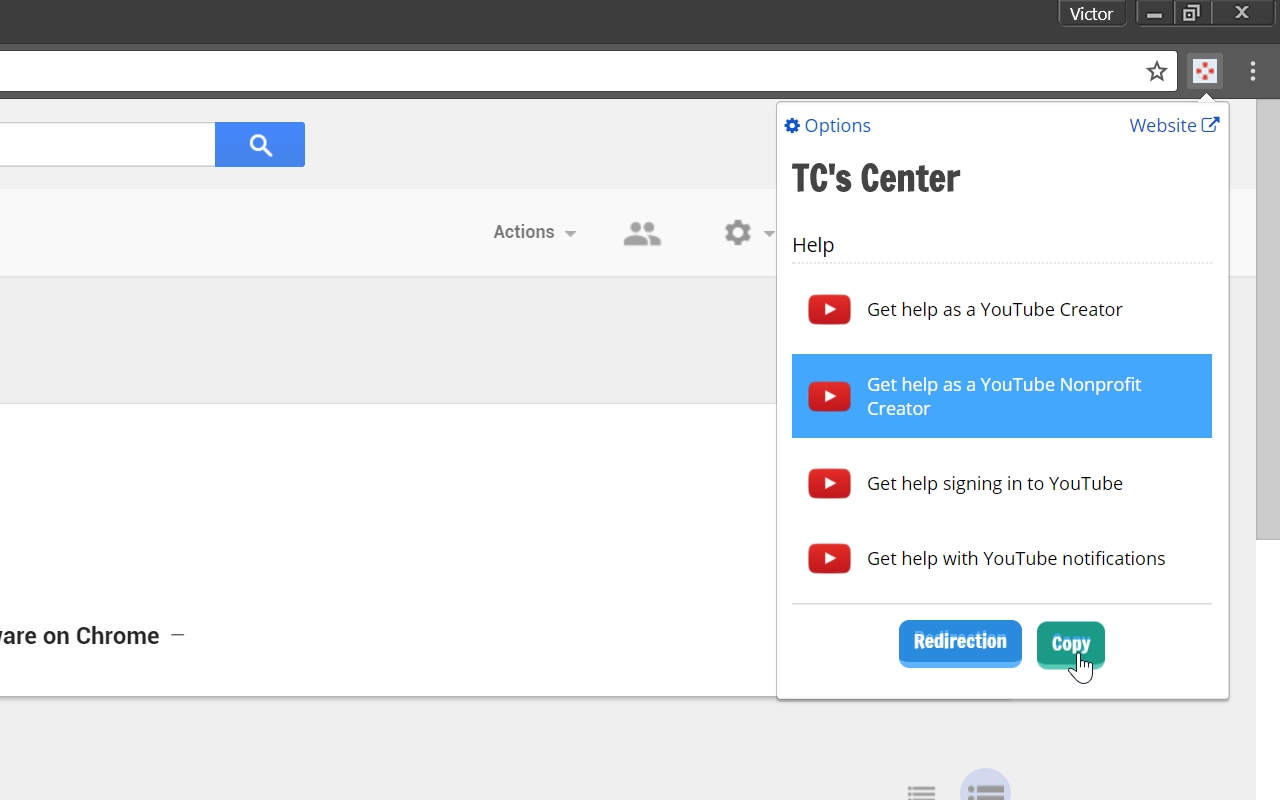 Victor
Options
Website
TC's Center
Actions
Help
Get help as a YouTube Creator
Get help as a YouTube Nonprofit
Creator
Get help signing in to YouTube
Get help with YouTube notifications
on Chrome —
Redirection
Copy